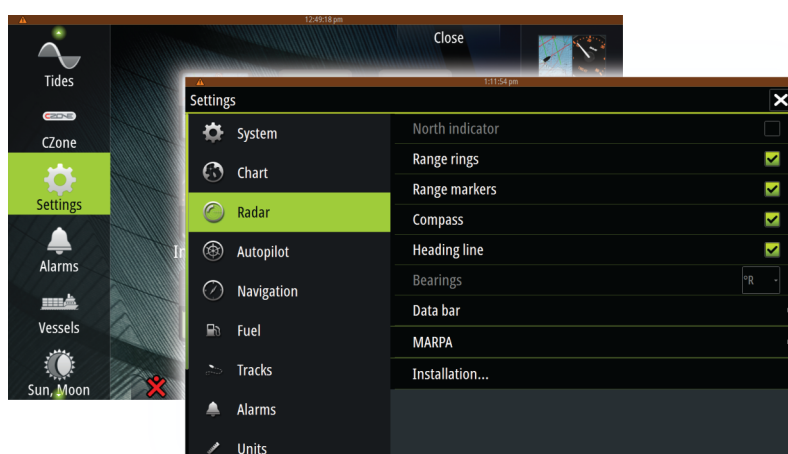 12:49:18 pm
Close
Tides
CZONE
CZone
Settings
Alarms
Vessels
Sun, Moon
1:11:54 pm
Settings
System
Chart
Radar
Autopilot
Navigation
Fuel
Tracks
Alarms
Units
North indicator
Range rings
Range markers
Compass
Heading line
Bearings
°R
Data bar
MARPA
Installation...